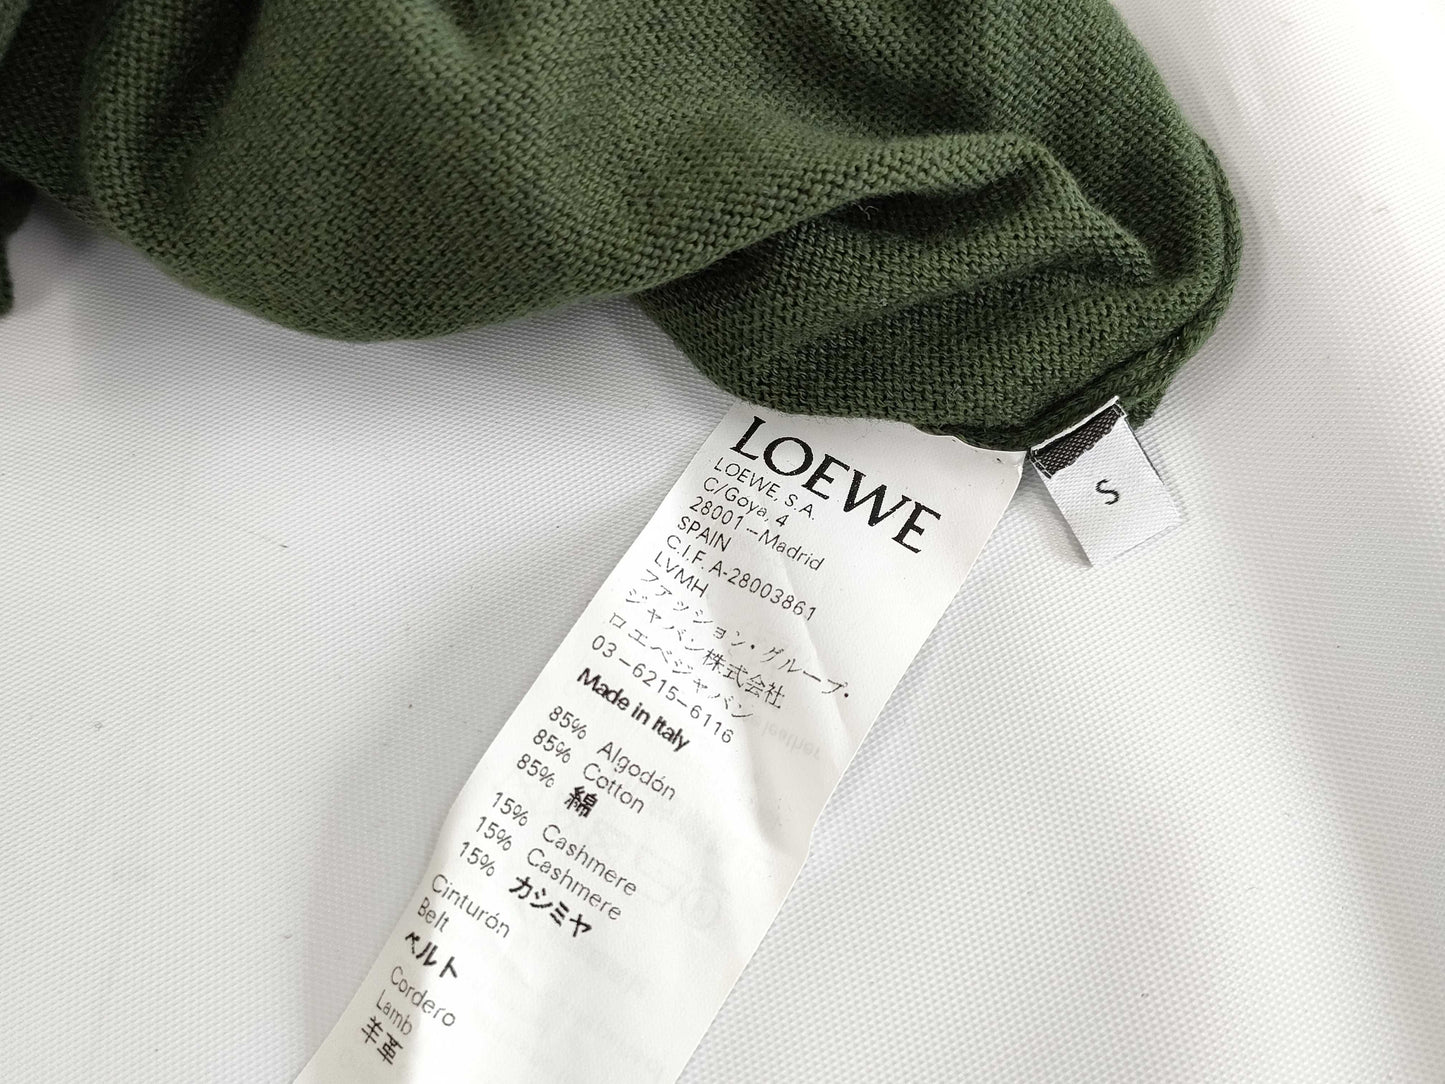 LOEWE
LOEWE, S.A.
C/Goya, 4
28001–Madrid
SPAIN
C.I.F. A-28003861
LVMH
ファッション・グループ・
ジャパン株式会社
ロエベジャパン
03–6215–6116
Made in Italy
85% Algodón
85% Cotton
85% 綿
15% Cashmere
15% Cashmere
15% カシミヤ
Cinturón
Belt
ベルト
Cordero
Lamb
羊革
S